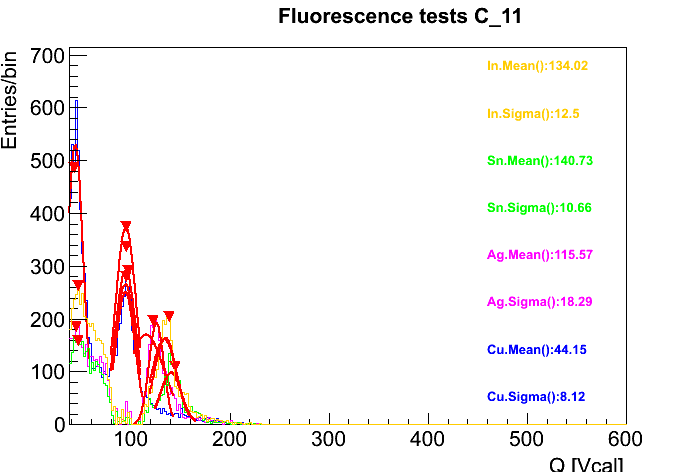 Fluorescence tests C_11
Entries/bin
700
600
500
400
300
200
100
0
In.Mean():134.02
In.Sigma():12.5
Sn.Mean():140.73
Sn.Sigma():10.66
Ag.Mean():115.57
Ag.Sigma():18.29
Cu.Mean():44.15
Cu.Sigma():8.12
100 200 300 400 500 600
Q [Vcal]